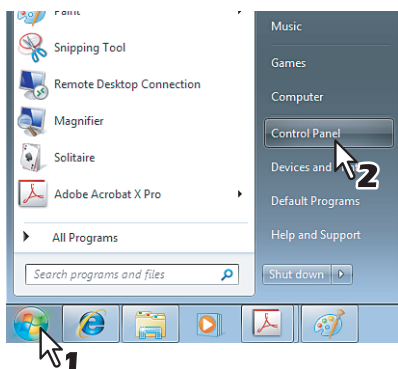 Paint
Snipping Tool
Remote Desktop Connection
Magnifier
Solitaire
Adobe Acrobat X Pro
All Programs
Search programs and files
Music
Games
Computer
Control Panel
Devices and
Default Programs
Help and Support
Shut down
2
1